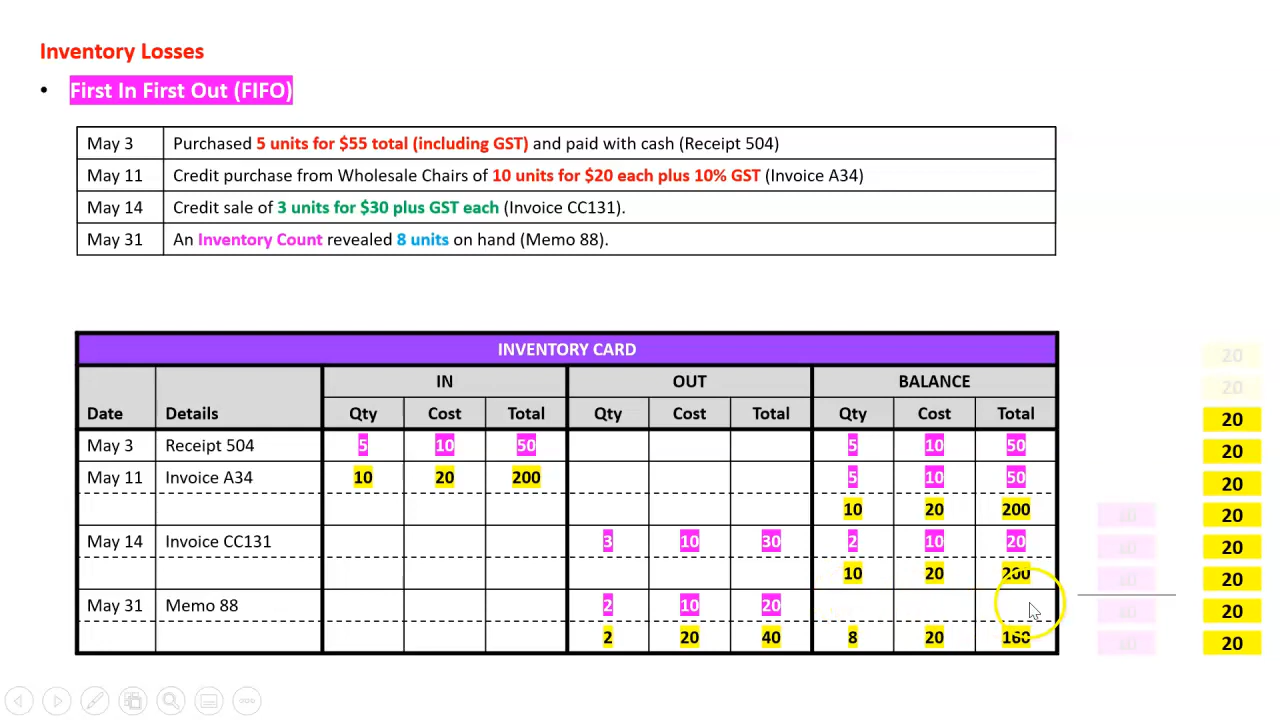 Inventory Losses
• First In First Out (FIFO)
May 3 Purchased 5 units for $55 total (including GST) and paid with cash (Receipt 504)
May 11 Credit purchase from Wholesale Chairs of 10 units for $20 each plus 10% GST (Invoice A34)
May 14 Credit sale of 3 units for $30 plus GST each (Invoice CC131).
May 31 An Inventory Count revealed 8 units on hand (Memo 88).
INVENTORY CARD
IN OUT BALANCE
Date Details Qty Cost Total Qty Cost Total Qty Cost Total
May 3 Receipt 504 5 10 50 5 10 50
May 11 Invoice A34 10 20 200 5 10 50
10 20 200
May 14 Invoice CC131 3 10 30 2 10 20
10 20 200
May 31 Memo 88 2 10 20
2 20 40 8 20 160
20
20
20
20
20
10 20
10 20
10 20
10 20
10 20